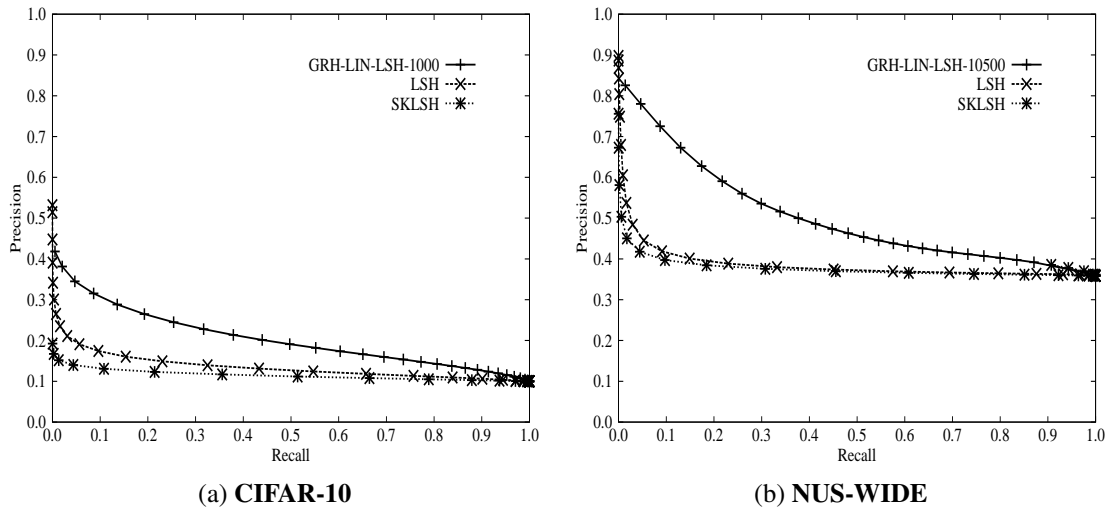 1.0
0.9
0.8
0.7
0.6
0.5
0.4
0.3
0.2
0.1
0.0
Precision
GRH-LIN-LSH-1000
LSH
SKLSH
0.0 0.1 0.2 0.3 0.4 0.5 0.6 0.7 0.8 0.9 1.0
Recall
(a) CIFAR-10
1.0
0.9
0.8
0.7
0.6
0.5
0.4
0.3
0.2
0.1
0.0
Precision
GRH-LIN-LSH-10500
LSH
SKLSH
0.0 0.1 0.2 0.3 0.4 0.5 0.6 0.7 0.8 0.9 1.0
Recall
(b) NUS-WIDE